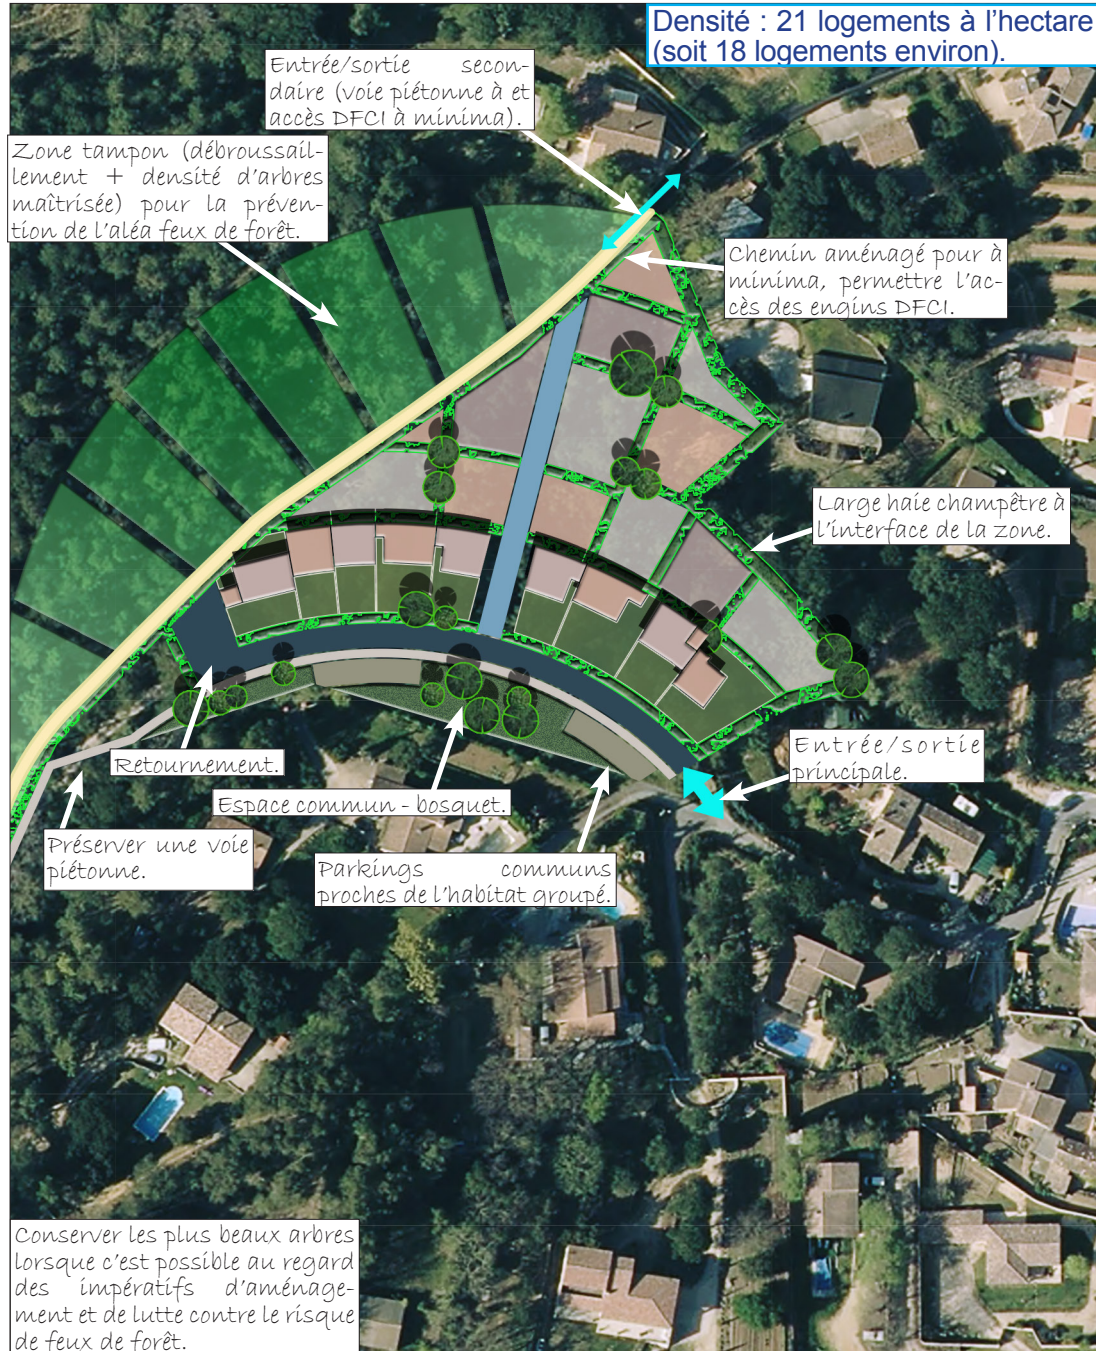 Densité : 21 logements à l'hectare
(soit 18 logements environ).
Entrée/sortie secon-
daire (voie piétonne à et
accès DFCI à minima).
Zone tampon (débroussail-
lement + densité d'arbres
maîtrisée) pour la préven-
tion de l'aléa feux de forêt.
Chemin aménagé pour à
minima, permettre l'ac-
cès des engins DFCI.
Large haie champêtre à
l'interface de la zone.
Entrée/sortie
principale.
Retournement.
Espace commun - bosquet.
Préserver une voie
piétonne.
Parkings communs
proches de l'habitat groupé.
Conserver les plus beaux arbres
lorsque c'est possible au regard
des impératifs d'aménage-
ment et de lutte contre le risque
de feux de forêt.